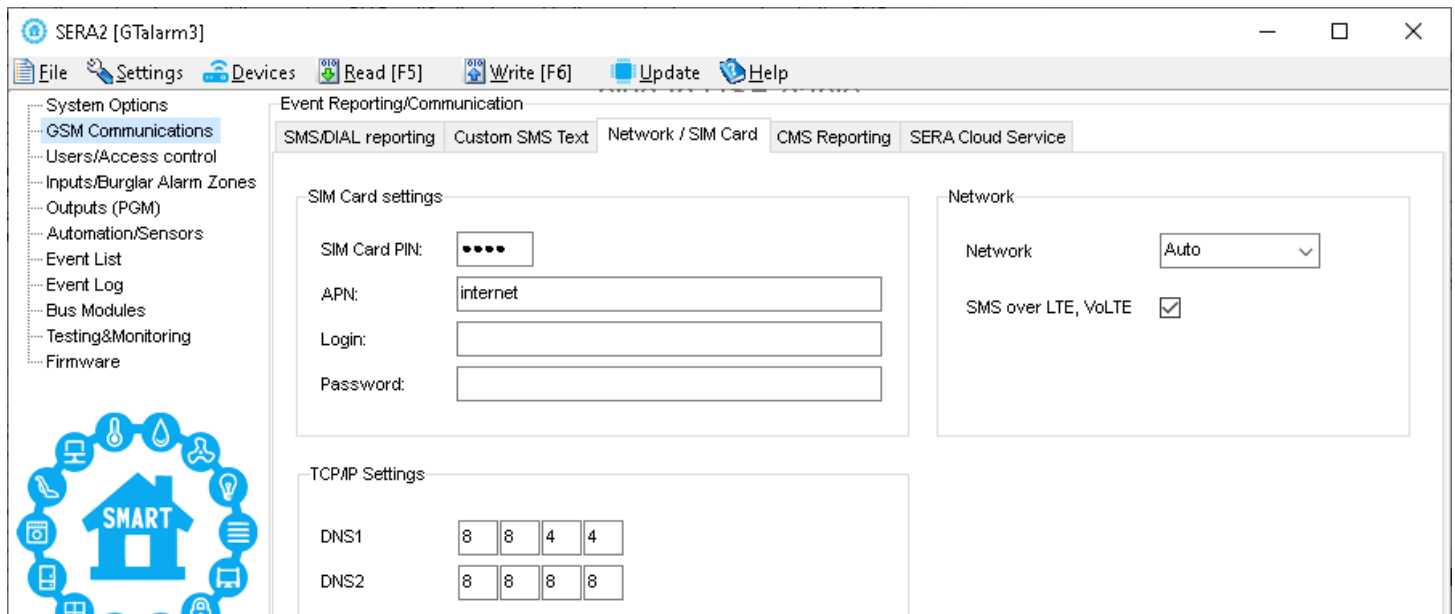 SERA2 [GTalarm3]
File Settings Devices Read [F5] Write [F6] Update Help
System Options
GSM Communications
Users/Access control
Inputs/Burglar Alarm Zones
Outputs (PGM)
Automation/Sensors
Event List
Event Log
Bus Modules
Testing&Monitoring
Firmware
SMART
Event Reporting/Communication
SMS/DIAL reporting Custom SMS Text Network / SIM Card CMS Reporting SERA Cloud Service
SIM Card settings
SIM Card PIN: ••••
APN: internet
Login:
Password:
Network
Network Auto
SMS over LTE, VoLTE
TCP/IP Settings
DNS1 8 8 4 4
DNS2 8 8 8 8